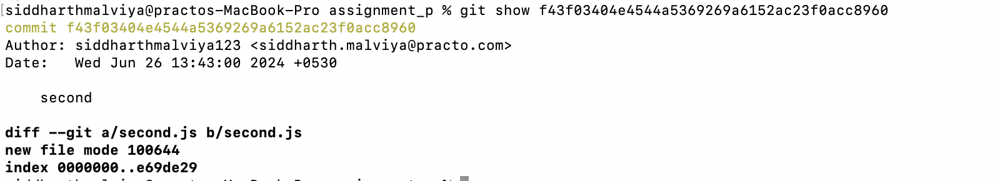 [siddharthmalviya@practos-MacBook-Pro assignment_p % git show f43f03404e4544a5369269a6152ac23f0acc8960
commit f43f03404e4544a5369269a6152ac23f0acc8960
Author: siddharthmalviya123 <siddharth.malviya@practo.com>
Date:   Wed Jun 26 13:43:00 2024 +0530
second
diff --git a/second.js b/second.js
new file mode 100644
index 0000000..e69de29